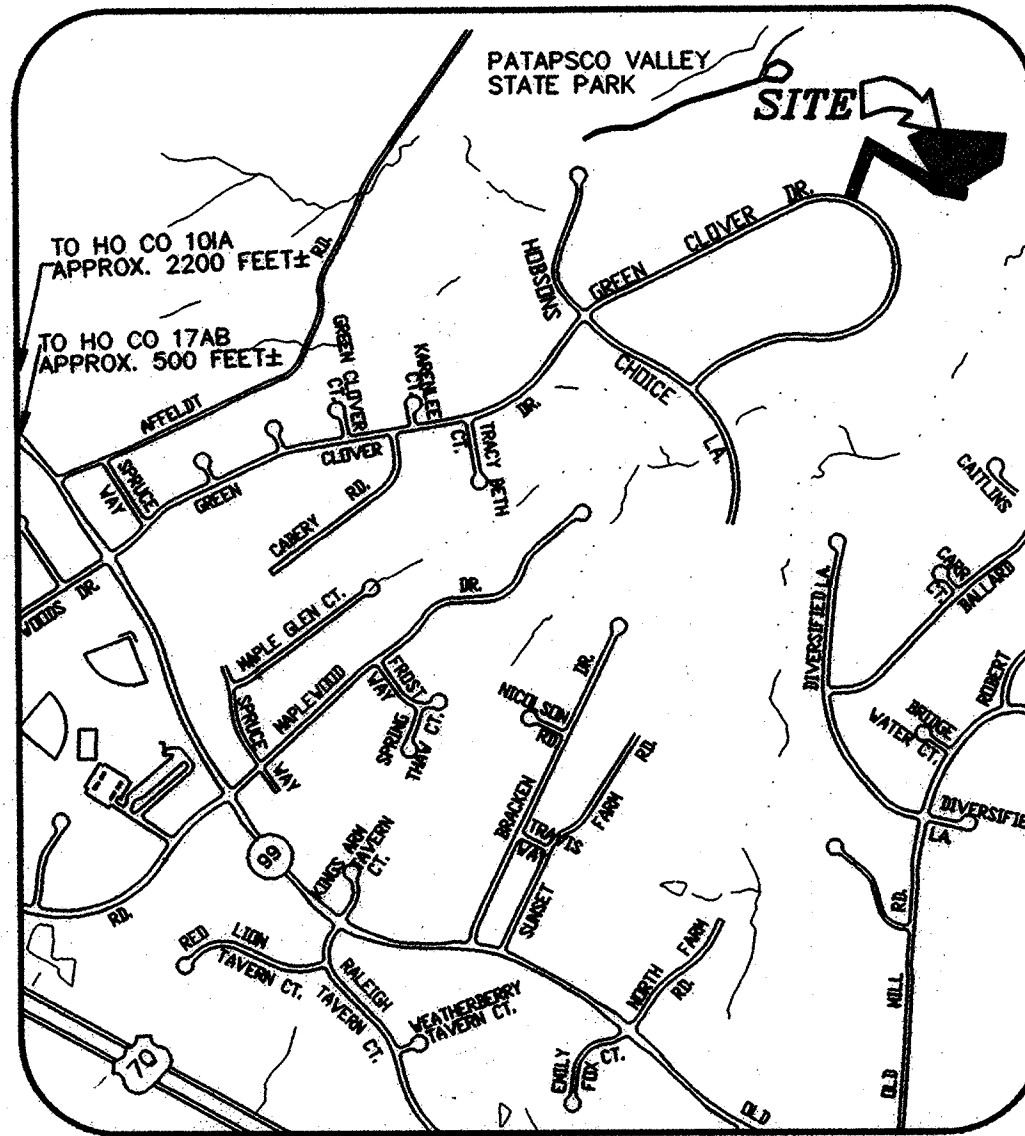 PATAPSCO VALLEY
STATE PARK
SITE
TO HO CO 101A
APPROX. 2200 FEET±
RD.
TO HO CO 17AB
APPROX. 500 FEET±
HOBSONS
GREEN
CLOVER
DR.
CHOICE
LA.
AFFELDT
GREEN CLOVER
CT.
KARENLEE
CT.
DR.
TRACY BETH
CT.
CLOVER
GREEN
SPRUCE
WAY
CABERY
RD.
CAITLINS
WOODS DR.
MAPLE GLEN CT.
DR.
MAPLEWOOD
SPRUCE
WAY
FROST
WAY
SPRING
THAW CT.
NICOLSON
RD.
DR.
BRACKEN
TRAVIS
WAY
FARM
RD.
SUNSET
DIVERSIFIED LA.
CARR
CT.
BALLARD
ROBERT
BRIDGE
WATER CT.
DIVERSIFIE
LA.
99
KINGS ARM
TAVERN
CT.
RD.
RED LION
TAVERN CT.
RALEIGH
TAVERN CT.
WEATHERBERRY
TAVERN CT.
NORTH FARM
RD.
EMILY
FOX CT.
70
OLD
RD.
MILL
OLD